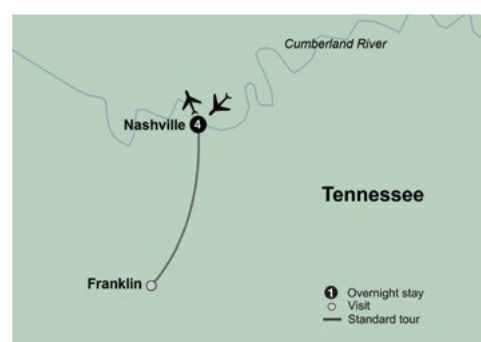 Cumberland River
Nashville 4
Tennessee
Franklin
1 Overnight stay
Visit
Standard tour